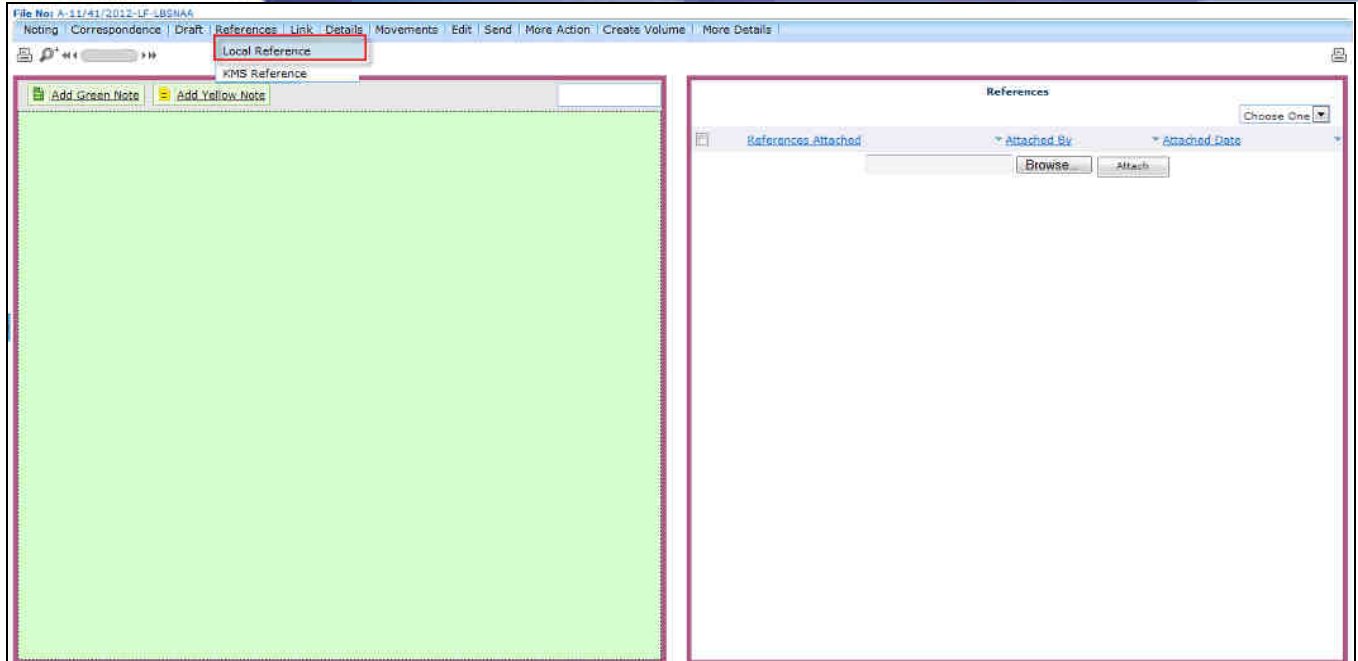 File No: A-11/41/2012-LF-LBSNAA
Noting Correspondence Draft References Link Details Movements Edit Send More Action Create Volume More Details
Local Reference
KMS Reference
Add Green Note Add Yellow Note
References
Choose One
References Attached Attached By Attached Date
Browse... Attach